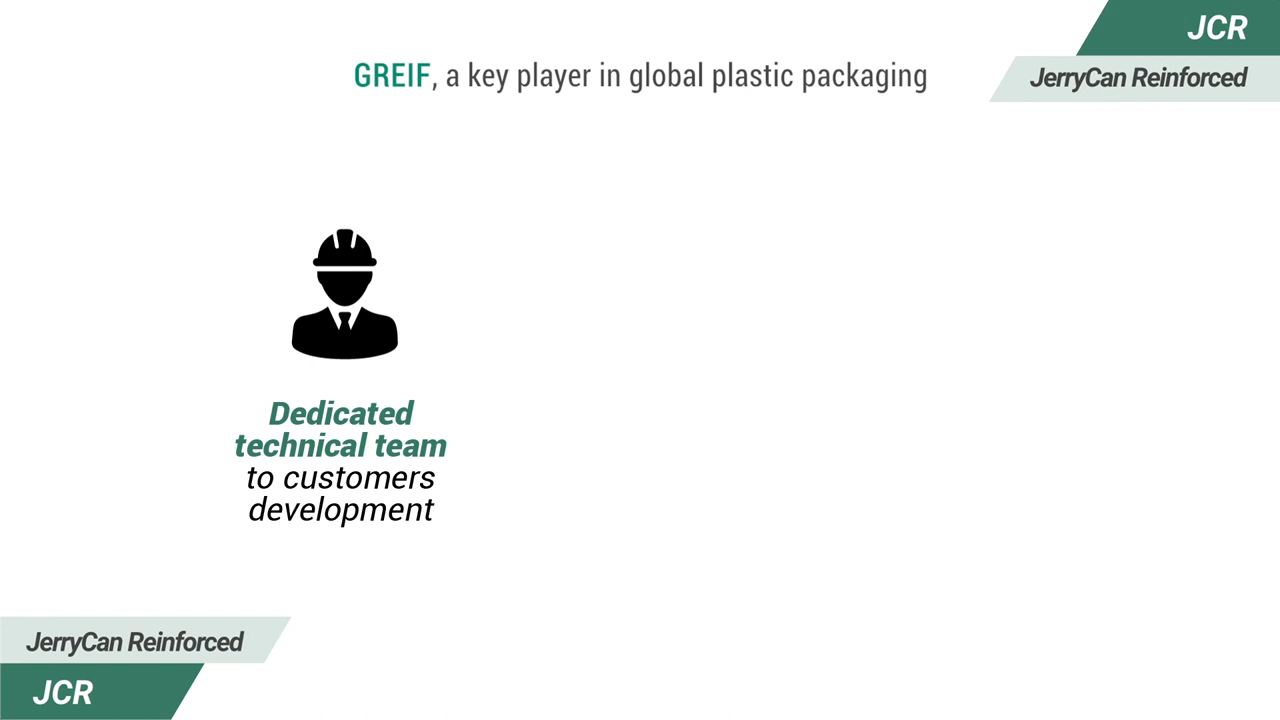 JCR
GREIF, a key player in global plastic packaging
JerryCan Reinforced
Dedicated
technical team
to customers
development
JerryCan Reinforced
JCR